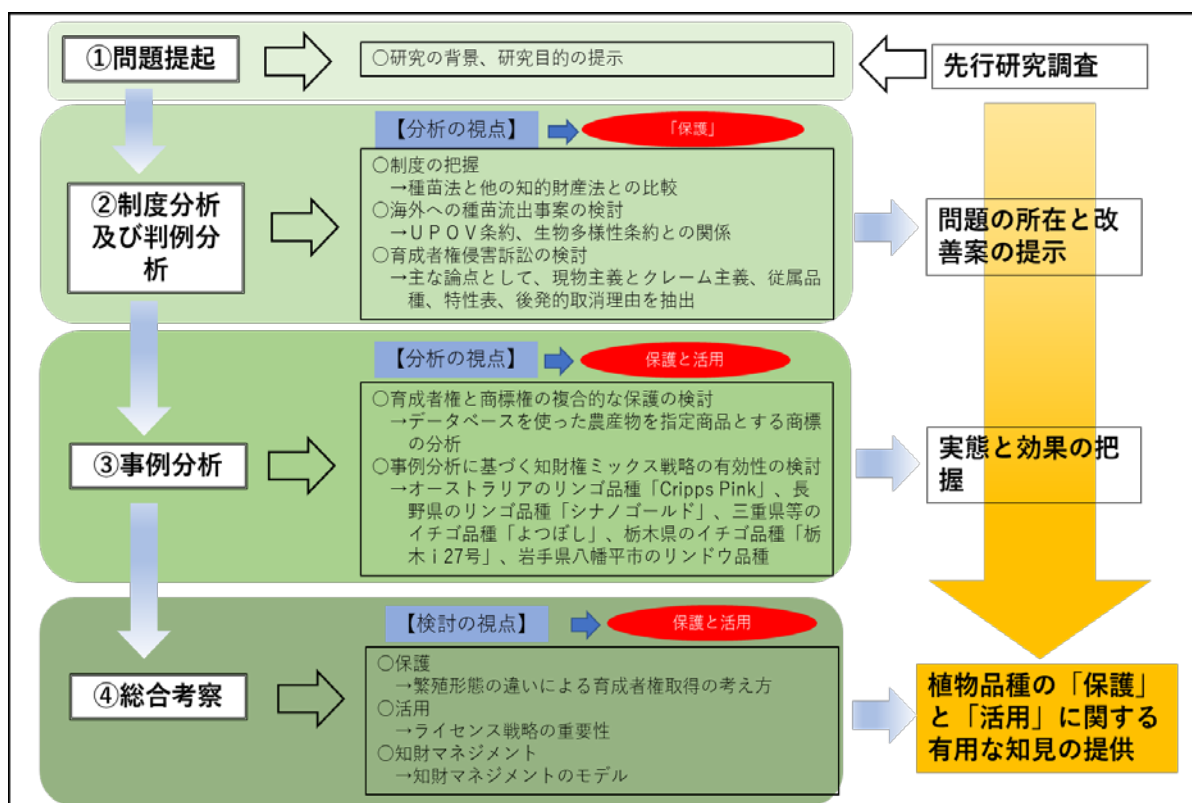 ①問題提起
○研究の背景、研究目的の提示
先行研究調査
【分析の視点】
「保護」
②制度分析
及び判例分
析
○制度の把握
→種苗法と他の知的財産法との比較
○海外への種苗流出事案の検討
→ＵＰＯＶ条約、生物多様性条約との関係
○育成者権侵害訴訟の検討
→主な論点として、現物主義とクレーム主義、従属品
種、特性表、後発的取消理由を抽出
問題の所在と改
善案の提示
【分析の視点】
保護と活用
③事例分析
○育成者権と商標権の複合的な保護の検討
→データベースを使った農産物を指定商品とする商標
の分析
○事例分析に基づく知財権ミックス戦略の有効性の検討
→オーストラリアのリンゴ品種「Cripps Pink」、長
野県のリンゴ品種「シナノゴールド」、三重県等の
イチゴ品種「よつぼし」、栃木県のイチゴ品種「栃
木ｉ27号」、岩手県八幡平市のリンドウ品種
実態と効果の把
握
【検討の視点】
保護と活用
④総合考察
○保護
→繁殖形態の違いによる育成者権取得の考え方
○活用
→ライセンス戦略の重要性
○知財マネジメント
→知財マネジメントのモデル
植物品種の「保護」
と「活用」に関する
有用な知見の提供